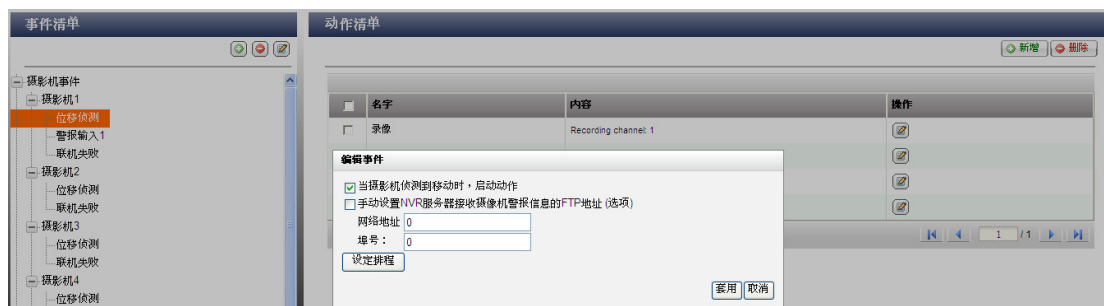 事件清单
动作清单
新增 删除
摄影机事件
摄影机1
位移侦测
警报输入1
联机失败
摄影机2
位移侦测
联机失败
摄影机3
位移侦测
联机失败
摄影机4
位移侦测
名字 内容 操作
录像 Recording channel: 1
编辑事件
当摄影机侦测到移动时，启动动作
手动设置NVR服务器接收摄像机警报信息的FTP地址 (选项)
网络地址 0
埠号： 0
设定排程
套用 取消
1 / 1